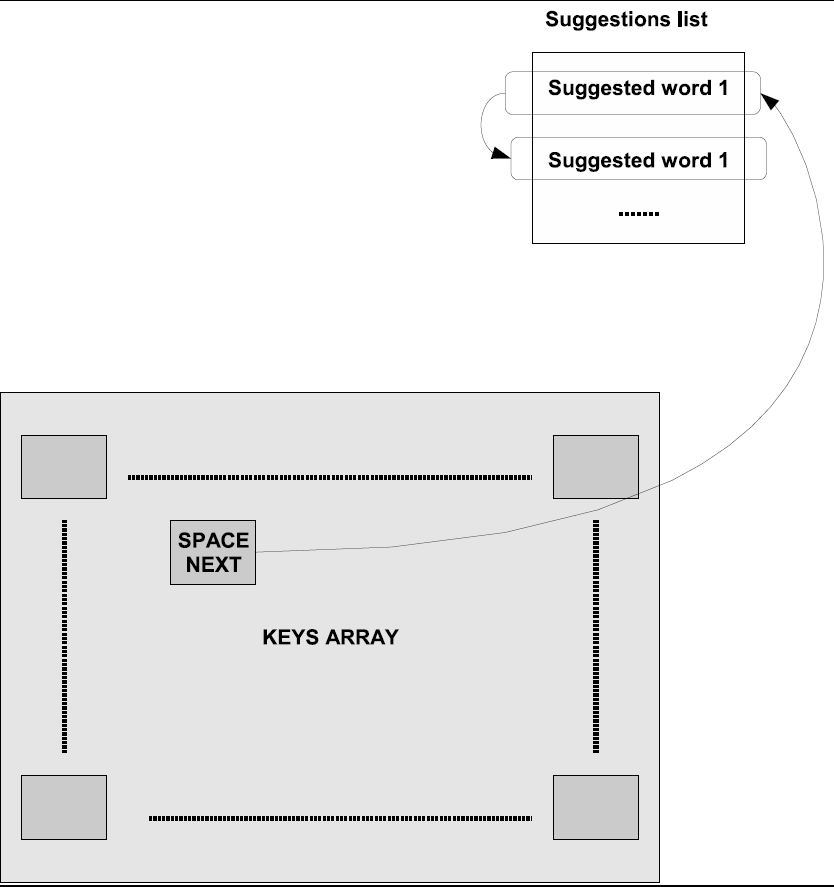 Suggestions list
Suggested word 1
Suggested word 1
SPACE
NEXT
KEYS ARRAY